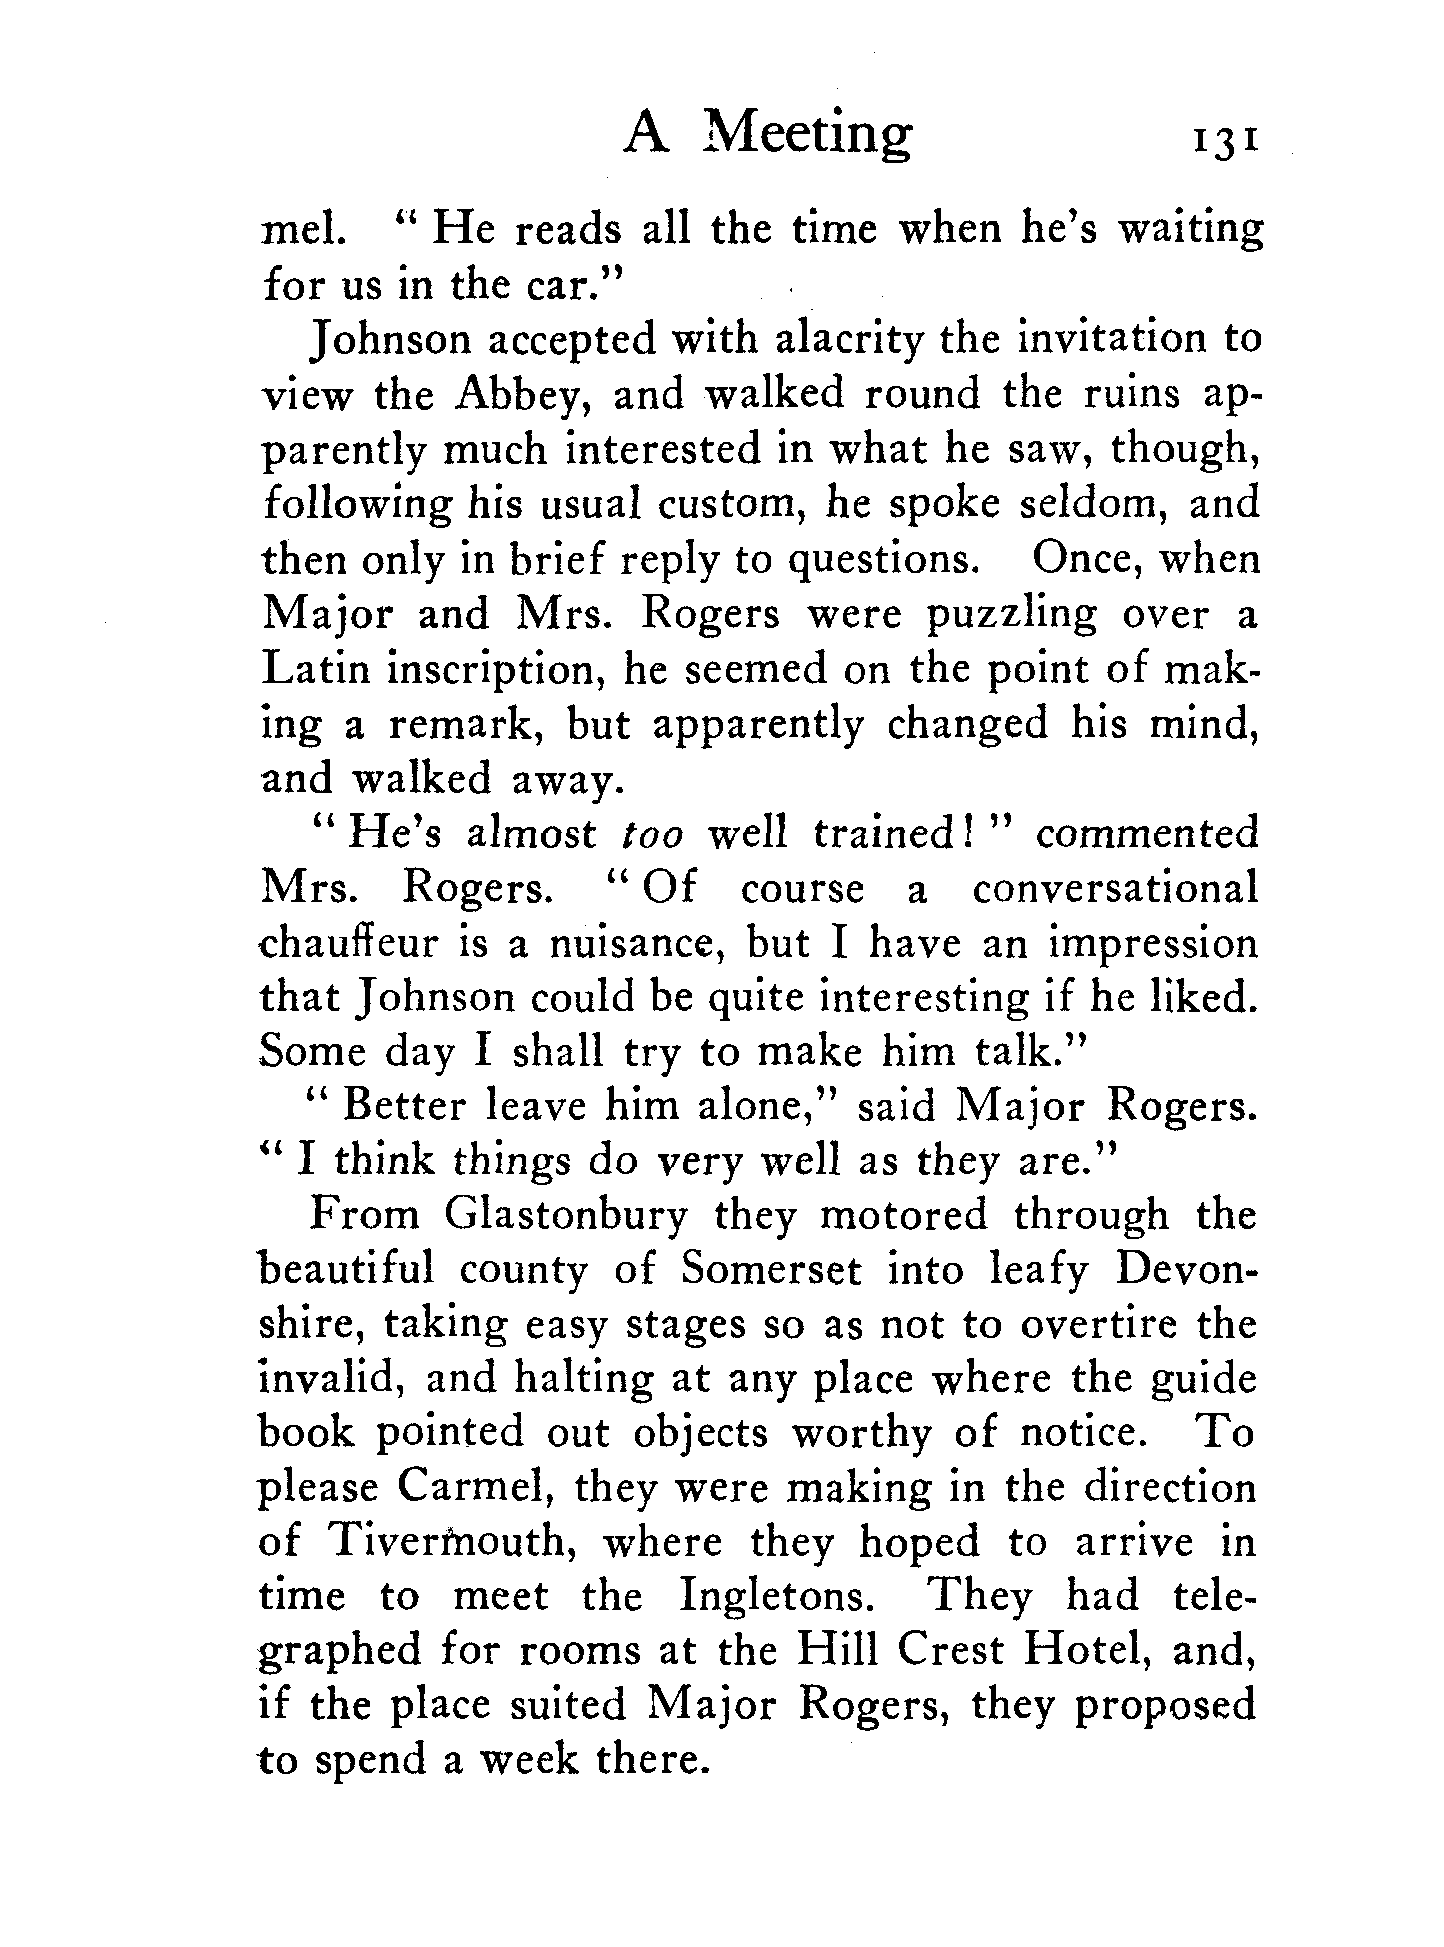 A Meeting 131
mel. “ He reads all the time when he’s waiting
for us in the car.”
Johnson accepted with alacrity the invitation to
view the Abbey, and walked round the ruins ap-
parently much interested in what he saw, though,
following his usual custom, he spoke seldom, and
then only in brief reply to questions. Once, when
Major and Mrs. Rogers were puzzling over a
Latin inscription, he seemed on the point of mak-
ing a remark, but apparently changed his mind,
and walked away.
“ He’s almost too well trained! ” commented
Mrs. Rogers. “ Of course a conversational
chauffeur is a nuisance, but I have an impression
that Johnson could be quite interesting if he liked.
Some day I shall try to make him talk.”
“ Better leave him alone,” said Major Rogers.
“ I think things do very well as they are.”
From Glastonbury they motored through the
beautiful county of Somerset into leafy Devon-
shire, taking easy stages so as not to overtire the
invalid, and halting at any place where the guide
book pointed out objects worthy of notice. To
please Carmel, they were making in the direction
of Tivermouth, where they hoped to arrive in
time to meet the Ingletons. They had tele-
graphed for rooms at the Hill Crest Hotel, and,
if the place suited Major Rogers, they proposed
to spend a week there.